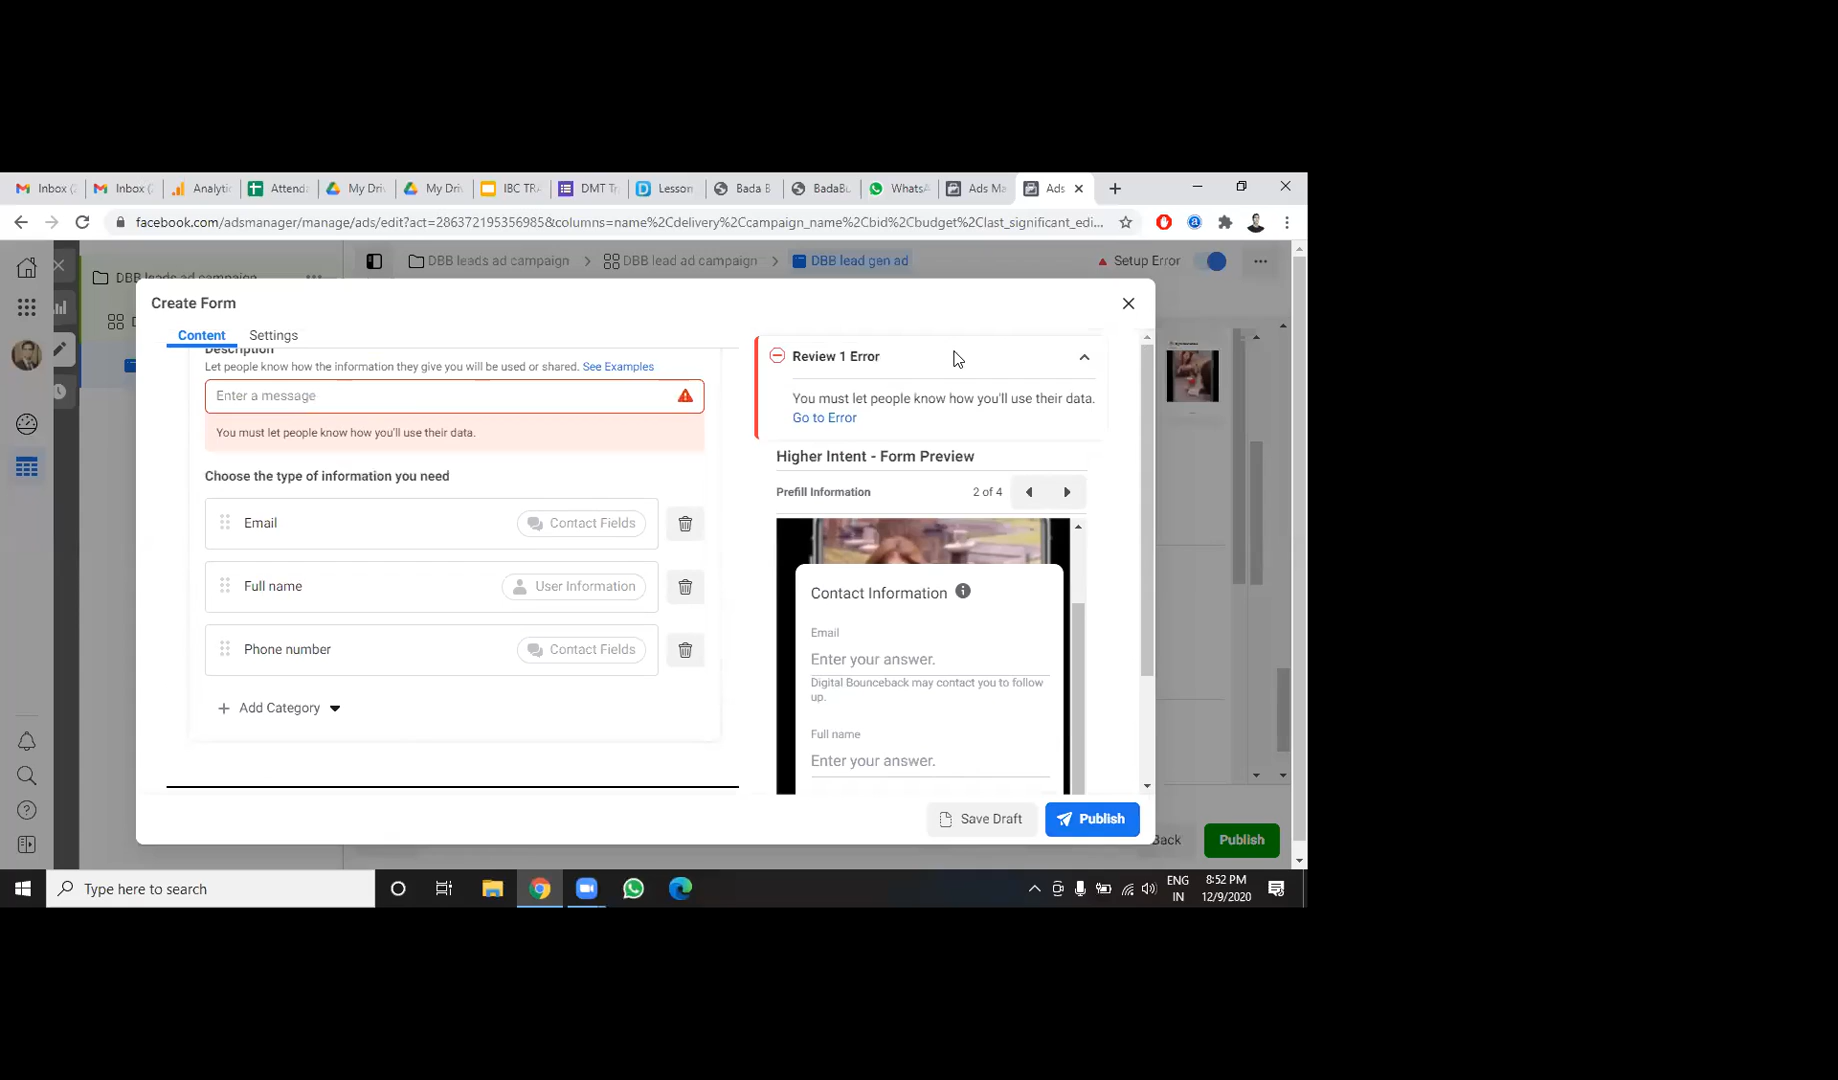 Inbox (
Inbox (
Analytic
Attend
My Driv
My Driv
IBC TRA
DMT Tr
Lesson
Bada B
BadaBu
WhatsA
Ads Ma
Ads
facebook.com/adsmanager/manage/ads/edit?act=286372195356985&columns=name%2Cdelivery%2Ccampaign_name%2Cbid%2Cbudget%2Clast_significant_edi...
DBB leads ad campaign
DBB leads ad campaign
DBB lead ad campaign
DBB lead gen ad
Setup Error
Create Form
Content
Settings
Description
Let people know how the information they give you will be used or shared. See Examples
Enter a message
You must let people know how you'll use their data.
Choose the type of information you need
Email
Contact Fields
Full name
User Information
Phone number
Contact Fields
Add Category
Review 1 Error
You must let people know how you'll use their data.
Go to Error
Higher Intent - Form Preview
Prefill Information
2 of 4
Contact Information
Email
Enter your answer.
Digital Bounceback may contact you to follow
up.
Full name
Enter your answer.
Save Draft
Publish
Back
Publish
Type here to search
ENG
IN
8:52 PM
12/9/2020